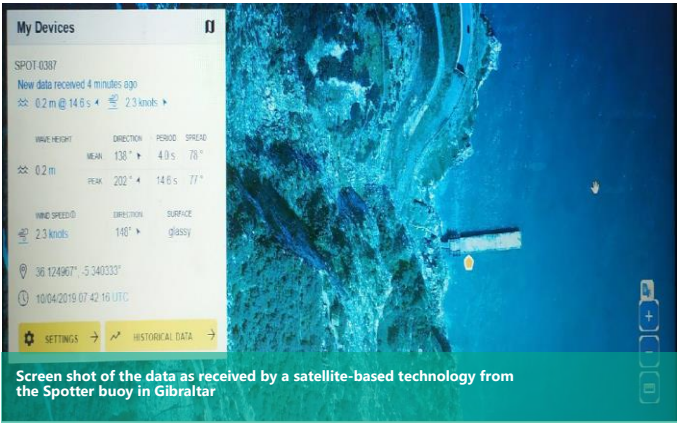 My Devices
SPOT-0387
New data received 4 minutes ago
0.2 m @ 14.6 s 2.3 knots
WAVE HEIGHT DIRECTION PERIOD SPREAD
MEAN 138° 4.0 s 78°
0.2 m
PEAK 202° 14.6 s 77°
WIND SPEED DIRECTION SURFACE
2.3 knots 148° glassy
36.124967°, -5.340333°
10/04/2019 07:42:16 UTC
SETTINGS → HISTORICAL DATA →
+
-
Screen shot of the data as received by a satellite-based technology from
the Spotter buoy in Gibraltar